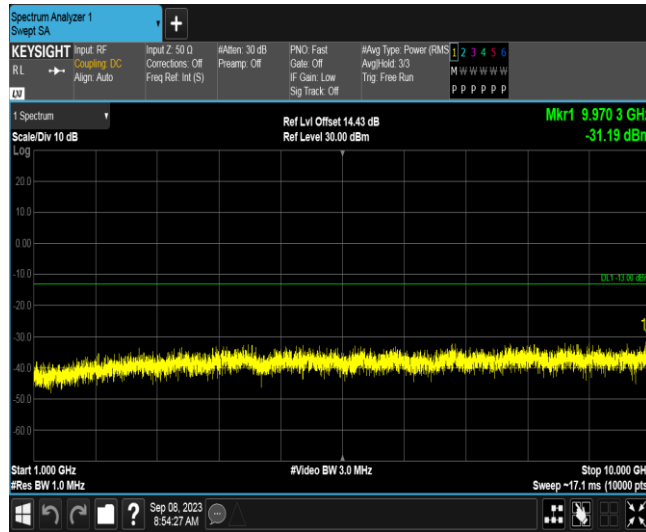 Spectrum Analyzer 1
Swept SA
+
KEYSIGHT
RL
LXI
Input: RF
Coupling: DC
Align: Auto
Input Z: 50 Ω
Corrections: Off
Freq Ref: Int (S)
#Atten: 30 dB
Preamp: Off
PNO: Fast
Gate: Off
IF Gain: Low
Sig Track: Off
#Avg Type: Power (RMS
Avg|Hold: 3/3
Trig: Free Run
1 2 3 4 5 6
M W W W W W
P P P P P P
1 Spectrum
Scale/Div 10 dB
Ref Lvl Offset 14.43 dB
Ref Level 30.00 dBm
Mkr1 9.970 3 GHz
-31.19 dBm
Log
20.0
10.0
0.00
-10.0
DL1 -13.00 dBm
-20.0
-30.0
1
-40.0
-50.0
-60.0
Start 1.000 GHz
#Video BW 3.0 MHz
Stop 10.000 GHz
#Res BW 1.0 MHz
Sweep ~17.1 ms (10000 pts
?
Sep 08, 2023
8:54:27 AM